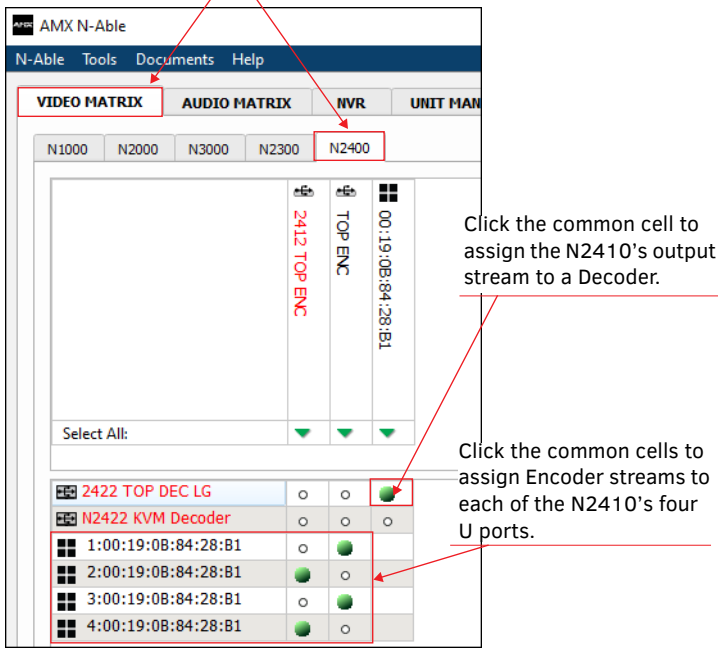 AMX AMX N-Able
N-Able Tools Documents Help
VIDEO MATRIX AUDIO MATRIX NVR UNIT MAN
N1000 N2000 N3000 N2300 N2400
2412 TOP ENC
TOP ENC
00:19:0B:84:28:B1
Click the common cell to
assign the N2410's output
stream to a Decoder.
Select All:
Click the common cells to
assign Encoder streams to
each of the N2410's four
U ports.
2422 TOP DEC LG
N2422 KVM Decoder
1:00:19:0B:84:28:B1
2:00:19:0B:84:28:B1
3:00:19:0B:84:28:B1
4:00:19:0B:84:28:B1